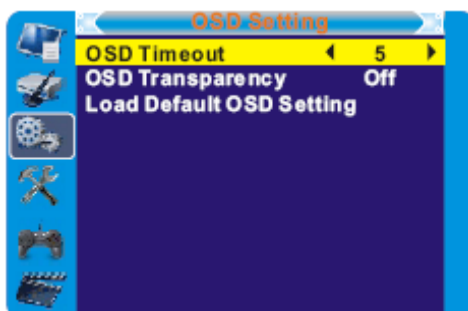 OSD Setting
OSD Timeout 5
OSD Transparency Off
Load Default OSD Setting